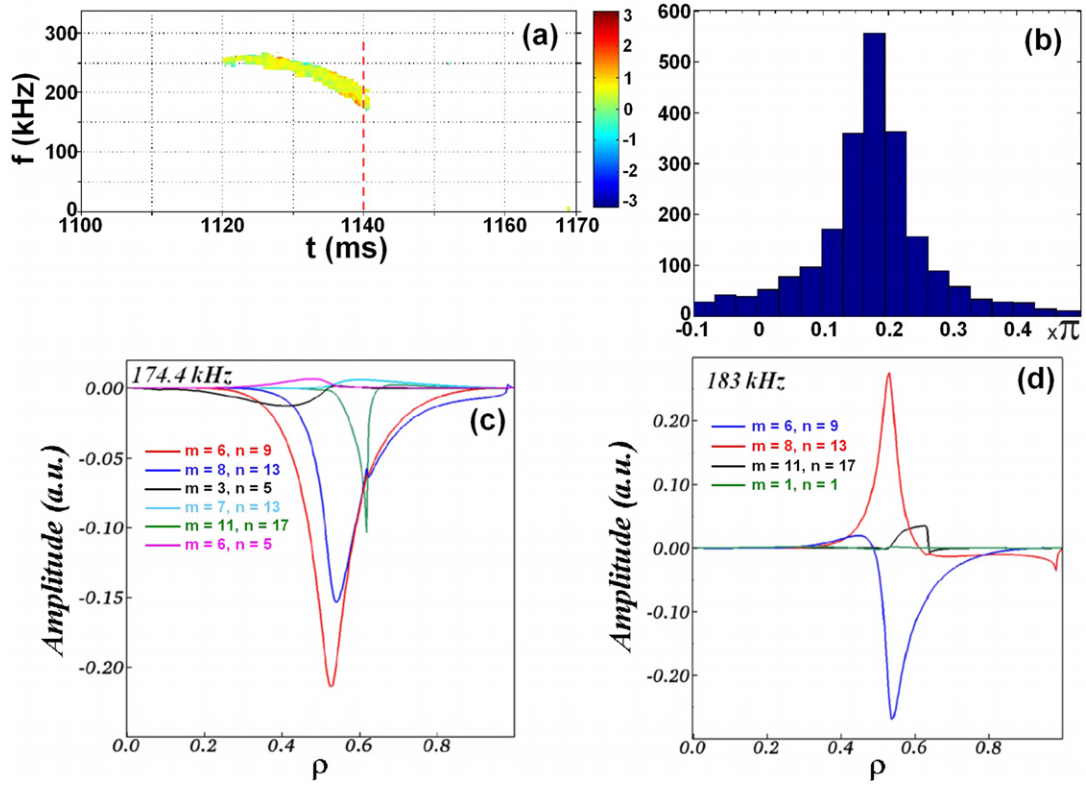 (a)
f (kHz)
300
200
100
0
1100
1110
1120
1130
1140
1160
1170
t (ms)
3
2
1
0
-1
-2
-3
(b)
600
500
400
300
200
100
0
-0.1
0
0.1
0.2
0.3
0.4
xπ
174.4 kHz
(c)
Amplitude (a.u.)
0.00
-0.05
-0.10
-0.15
-0.20
m = 6, n = 9
m = 8, n = 13
m = 3, n = 5
m = 7, n = 13
m = 11, n = 17
m = 6, n = 5
0.0
0.2
0.4
0.6
0.8
ρ
183 kHz
(d)
Amplitude (a.u.)
0.20
0.10
0.00
-0.10
-0.20
m = 6, n = 9
m = 8, n = 13
m = 11, n = 17
m = 1, n = 1
0.0
0.2
0.4
0.6
0.8
ρ